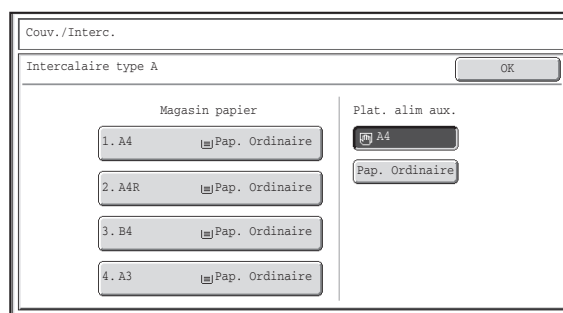 Couv./Interc.
Intercalaire type A
OK
Magasin papier
1. A4 Pap. Ordinaire
2. A4R Pap. Ordinaire
3. B4 Pap. Ordinaire
4. A3 Pap. Ordinaire
Plat. alim aux.
A4
Pap. Ordinaire